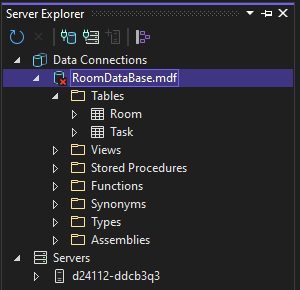 Server Explorer
Data Connections
RoomDataBase.mdf
Tables
Room
Task
Views
Stored Procedures
Functions
Synonyms
Types
Assemblies
Servers
d24112-ddcb3q3